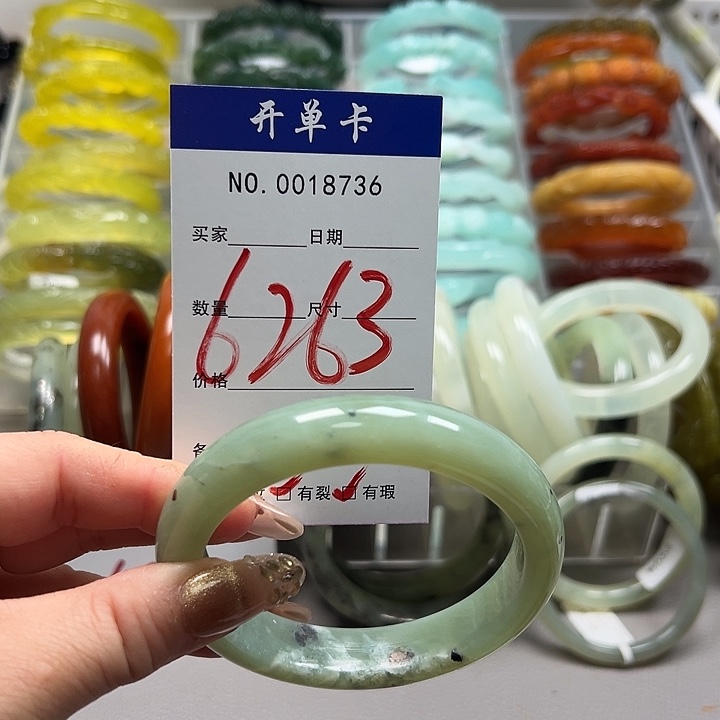 开单卡
NO.0018736
买家 日期
数量 尺寸
6263
价格
□有裂 ☑有瑕